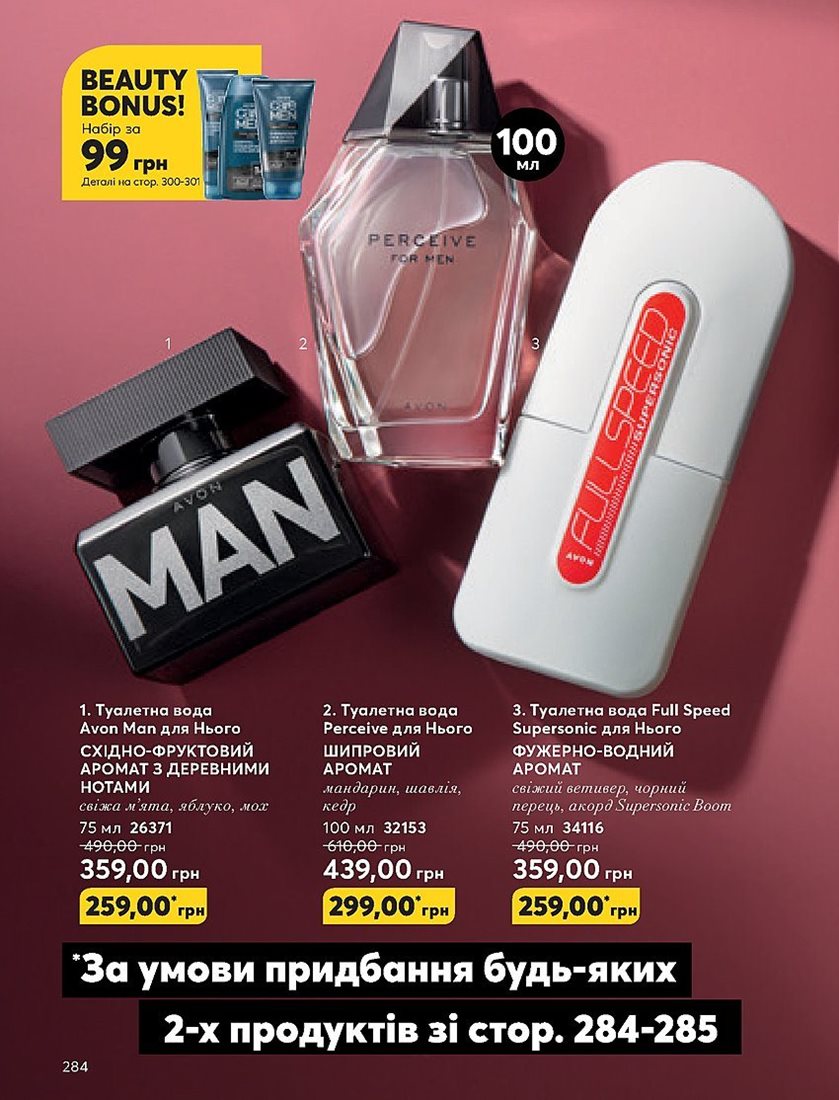 BEAUTY
BONUS!
Набір за
99 грн
Деталі на стор. 300-301
100
МЛ
PERCEIVE
FOR MEN
AVON
1
2
3
AVON
MAN
FULL SPEED
SUPERSONIC
AVON
1. Туалетна вода
Avon Man для Нього
СХІДНО-ФРУКТОВИЙ
АРОМАТ З ДЕРЕВНИМИ
НОТАМИ
свіжа м'ята, яблуко, мох
75 мл 26371
490,00 грн
359,00 грн
259,00* грн
2. Туалетна вода
Perceive для Нього
ШИПРОВИЙ
АРОМАТ
мандарин, шавлія,
кедр
100 мл 32153
610,00 грн
439,00 грн
299,00* грн
3. Туалетна вода Full Speed
Supersonic для Нього
ФУЖЕРНО-ВОДНИЙ
АРОМАТ
свіжий ветивер, чорний
перець, акорд Supersonic Boom
75 мл 34116
490,00 грн
359,00 грн
259,00* грн
*За умови придбання будь-яких
2-х продуктів зі стор. 284-285
284